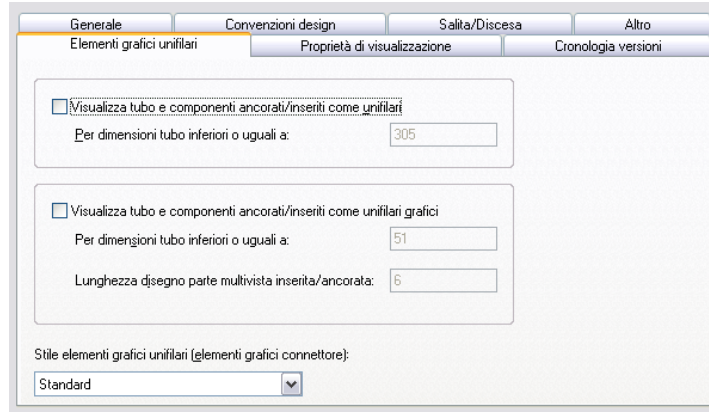 Generale Convenzioni design Salita/Discesa Altro
Elementi grafici unifilari Proprietà di visualizzazione Cronologia versioni
Visualizza tubo e componenti ancorati/inseriti come unifilari
Per dimensioni tubo inferiori o uguali a: 305
Visualizza tubo e componenti ancorati/inseriti come unifilari grafici
Per dimensioni tubo inferiori o uguali a: 51
Lunghezza disegno parte multivista inserita/ancorata: 6
Stile elementi grafici unifilari (elementi grafici connettore):
Standard